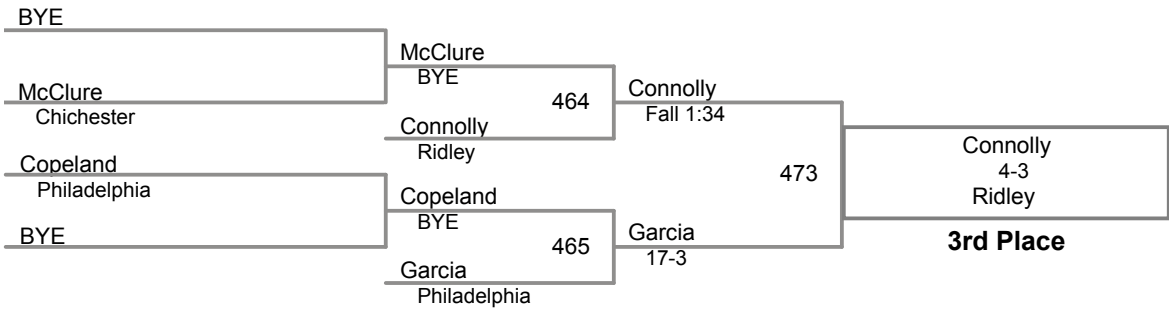 BYE
McClure
Chichester
Copeland
Philadelphia
BYE
McClure
BYE
464
Connolly
Ridley
Copeland
BYE
465
Garcia
Philadelphia
Connolly
Fall 1:34
473
Garcia
17-3
Connolly
4-3
Ridley
3rd Place